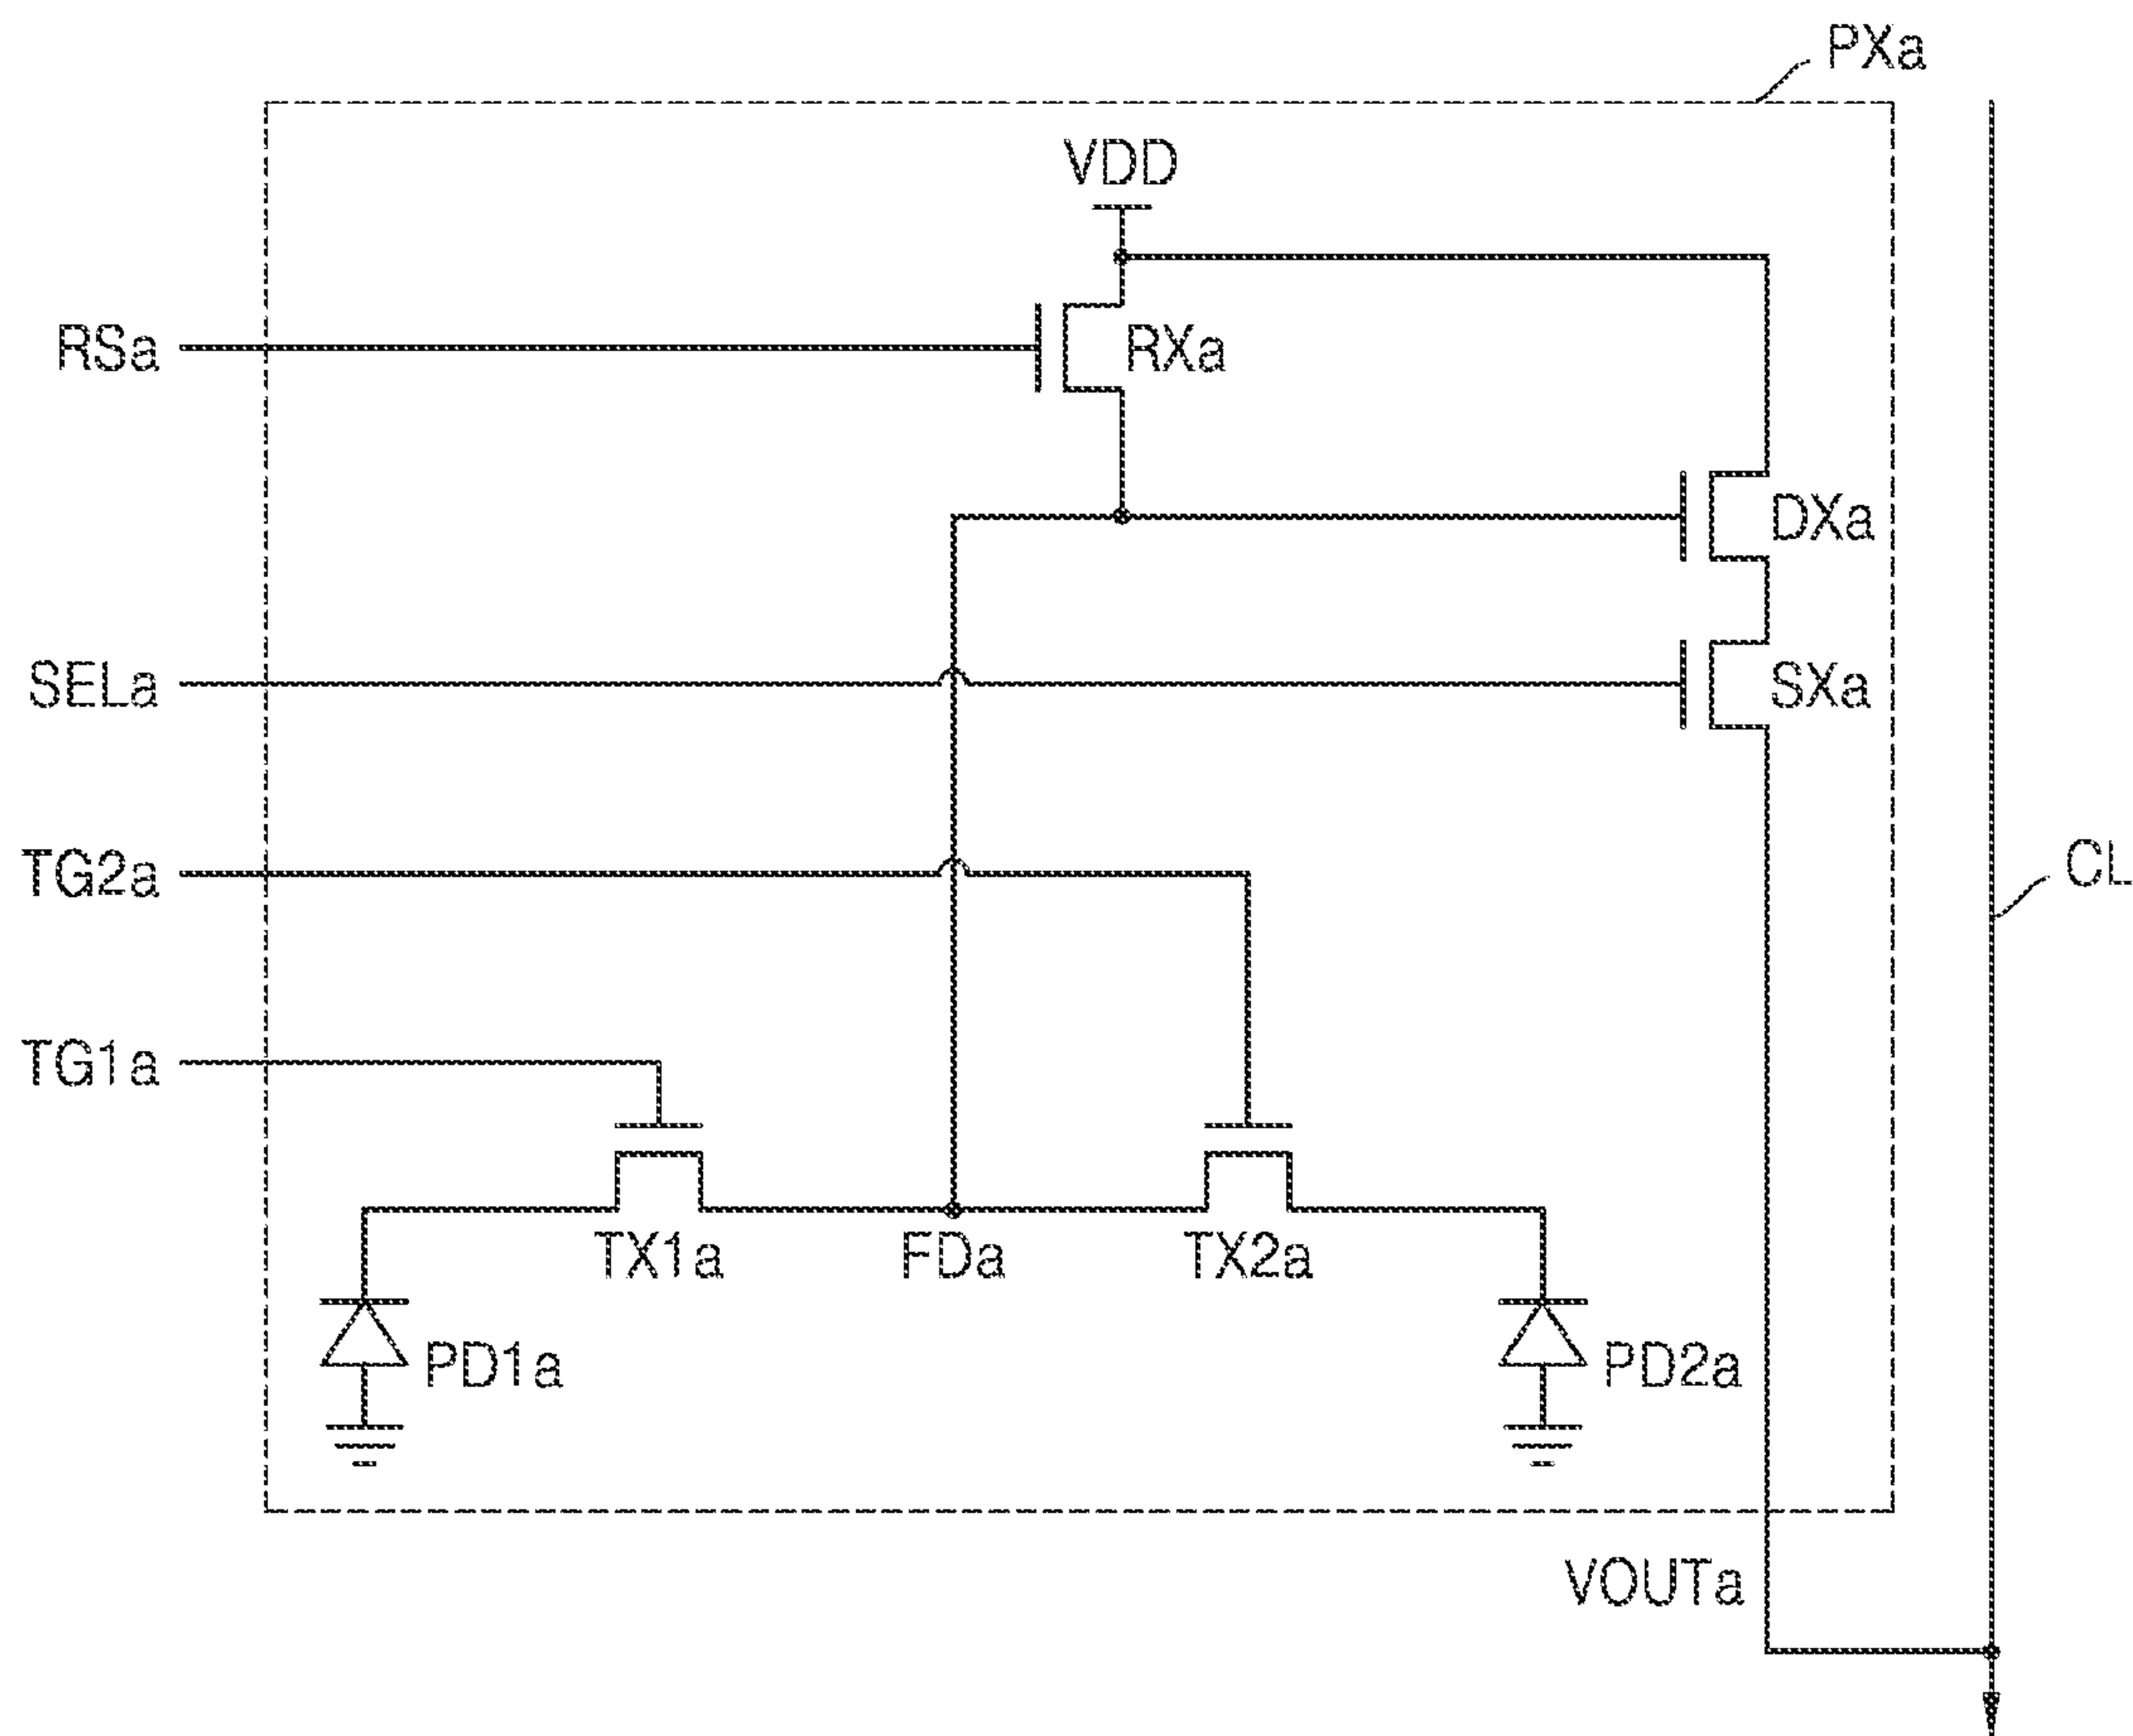 PXa
VDD
RSa
RXa
DXa
SELa
SXa
TG2a
CL
TG1a
TX1a
FDa
TX2a
PD1a
PD2a
VOUTa